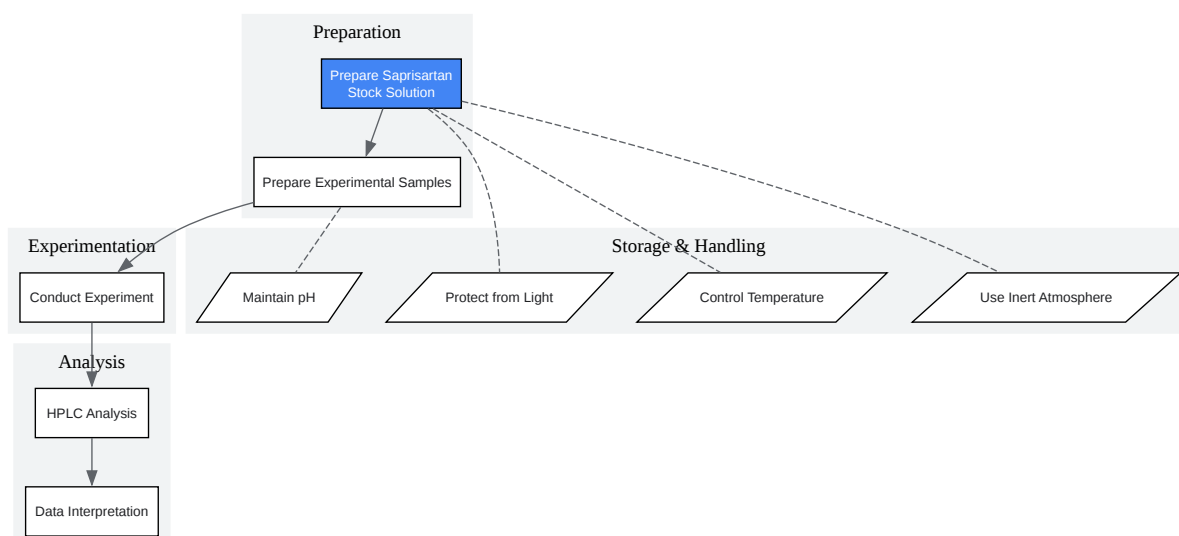 Preparation
Prepare Saprisartan
Stock Solution
Prepare Experimental Samples
Experimentation
Storage & Handling
Conduct Experiment
Maintain pH
Protect from Light
Control Temperature
Use Inert Atmosphere
Analysis
HPLC Analysis
Data Interpretation